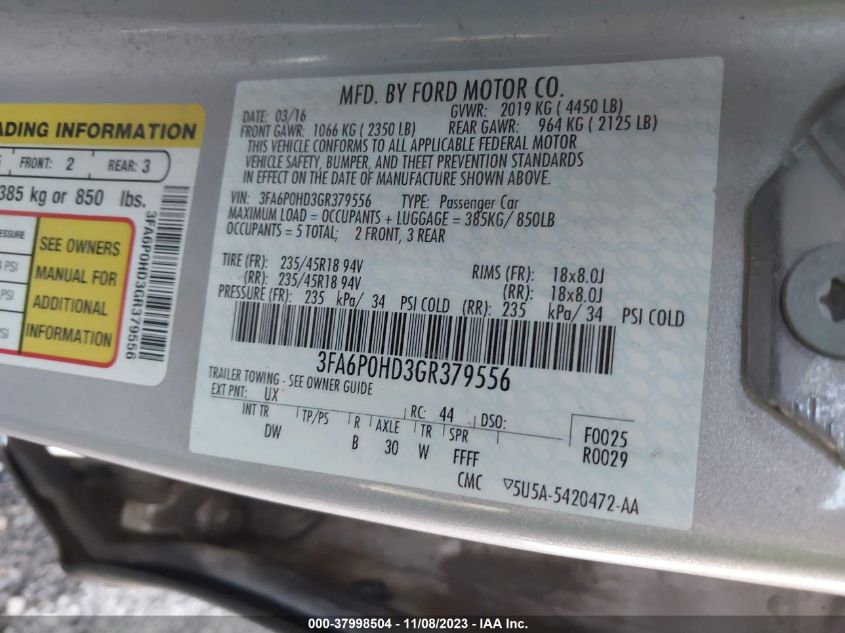 MFD. BY FORD MOTOR CO.
DATE: 03/16 GVWR: 2019 KG ( 4450 LB)
FRONT GAWR: 1066 KG ( 2350 LB) REAR GAWR: 964 KG ( 2125 LB)
THIS VEHICLE CONFORMS TO ALL APPLICABLE FEDERAL MOTOR
VEHICLE SAFETY, BUMPER, AND THEFT PREVENTION STANDARDS
IN EFFECT ON THE DATE OF MANUFACTURE SHOWN ABOVE.
VIN: 3FA6P0HD3GR379556 TYPE: Passenger Car
MAXIMUM LOAD = OCCUPANTS + LUGGAGE = 385KG/ 850LB
OCCUPANTS = 5 TOTAL; 2 FRONT, 3 REAR
TIRE (FR): 235/45R18 94V RIMS (FR): 18x8.0J
(RR): 235/45R18 94V (RR): 18x8.0J
PRESSURE (FR): 235 kPa/ 34 PSI COLD (RR): 235 kPa/ 34 PSI COLD
3FA6P0HD3GR379556
TRAILER TOWING - SEE OWNER GUIDE
EXT PNT: UX RC: 44 DSO:
INT TR TP/PS R AXLE TR SPR F0025
DW B 30 W FFFF R0029
CMC ▽5U5A-5420472-AA
ADING INFORMATION
FRONT: 2 REAR: 3
385 kg or 850 lbs.
SEE OWNERS
MANUAL FOR
ADDITIONAL
INFORMATION
PSI
PSI
3FA6P0HD3GR379556
000-37998504 - 11/08/2023 - IAA Inc.